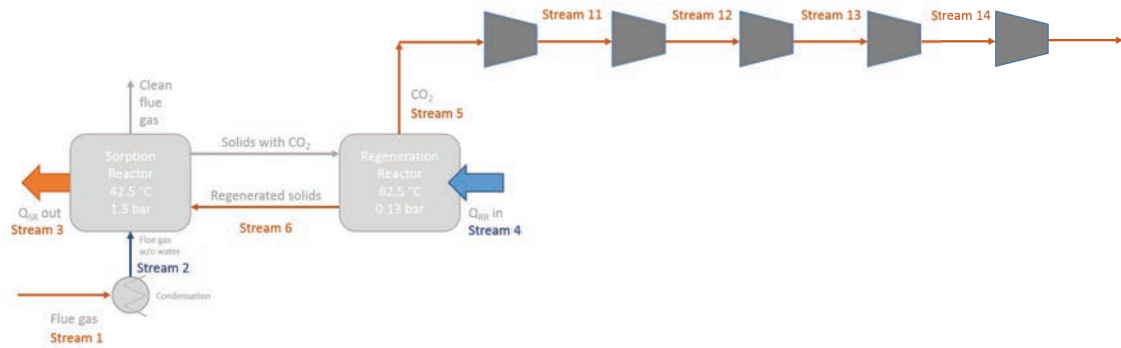 Stream 11
Stream 12
Stream 13
Stream 14
Clean
flue
gas
CO₂
Stream 5
Solids with CO₂
Sorption
Reactor
42.5 °C
1.3 bar
Regeneration
Reactor
82.5 °C
0.13 bar
Regenerated solids
Stream 6
Q_SR out
Stream 3
Q_RR in
Stream 4
Flue gas
w/o water
Stream 2
Condensation
Flue gas
Stream 1